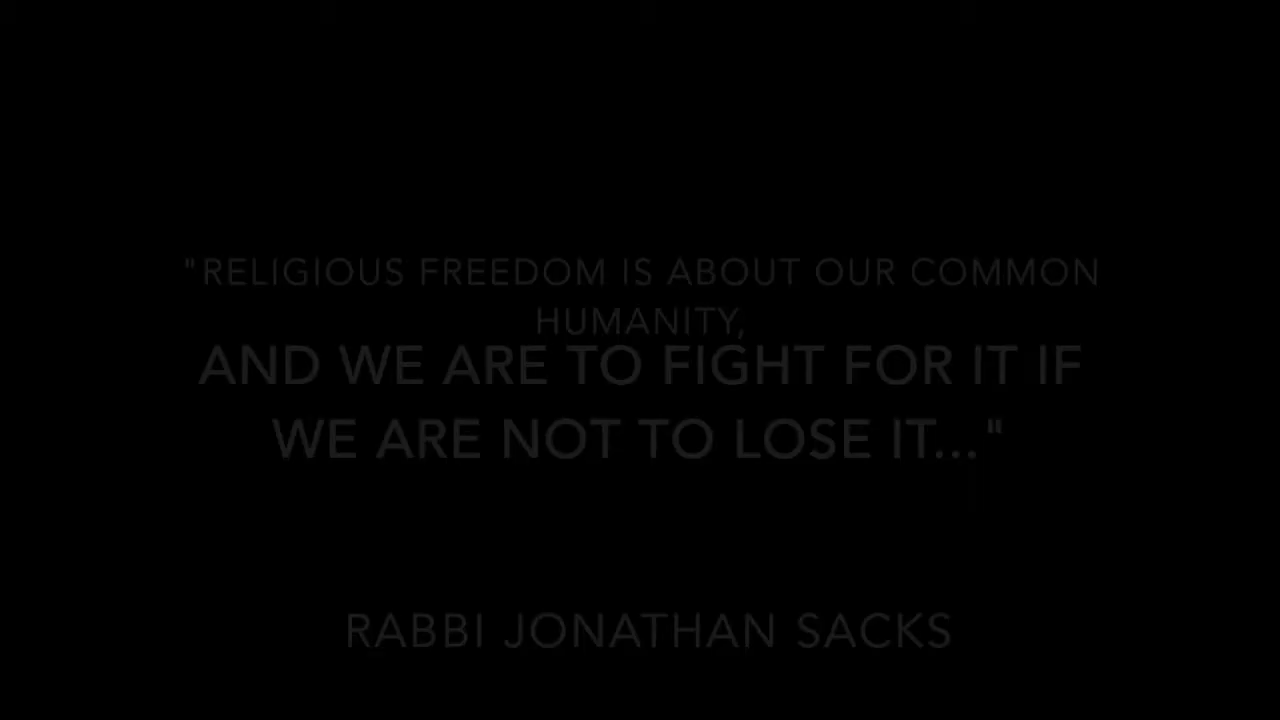 "RELIGIOUS FREEDOM IS ABOUT OUR COMMON
HUMANITY,
AND WE ARE TO FIGHT FOR IT IF
WE ARE NOT TO LOSE IT..."
RABBI JONATHAN SACKS